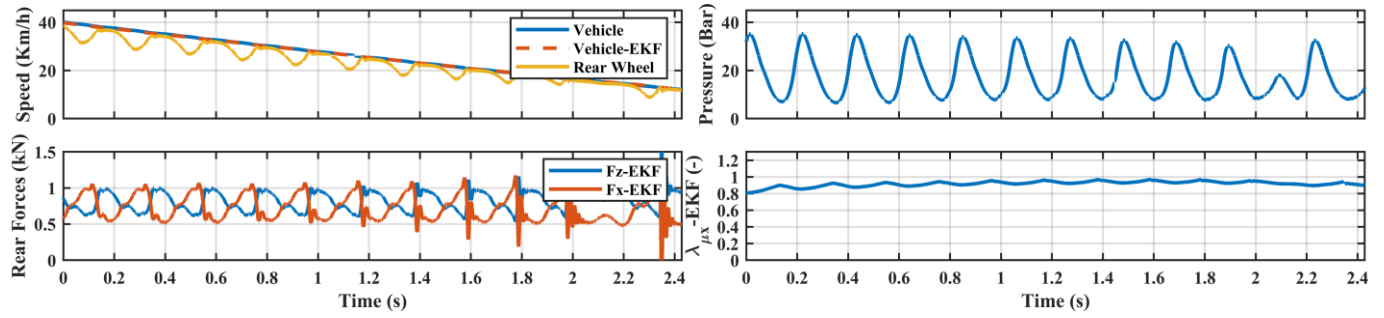 Speed (Km/h)
40
20
0
Vehicle
Vehicle-EKF
Rear Wheel
Pressure (Bar)
40
20
0
Rear Forces (kN)
1.5
1
0.5
0
Fz-EKF
Fx-EKF
0 0.2 0.4 0.6 0.8 1 1.2 1.4 1.6 1.8 2 2.2 2.4
Time (s)
λμx-EKF (-)
1.2
1
0.8
0.6
0.4
0.2
0
0 0.2 0.4 0.6 0.8 1 1.2 1.4 1.6 1.8 2 2.2 2.4
Time (s)